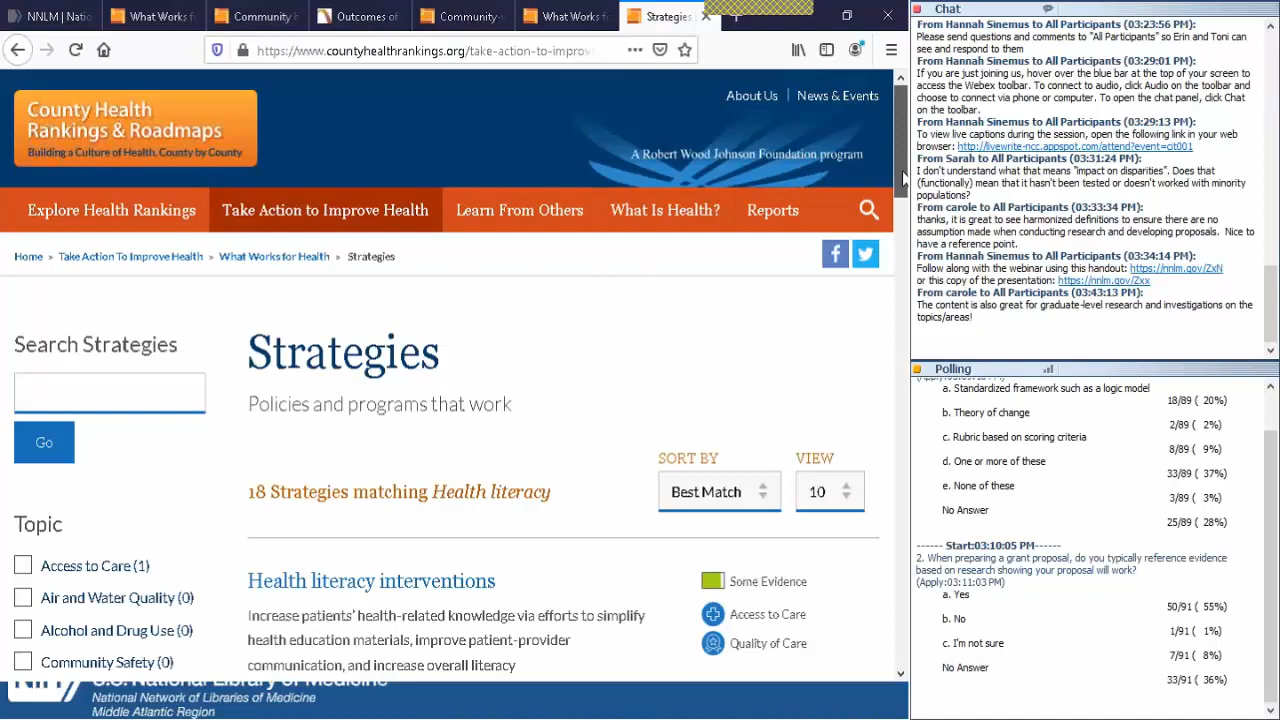 NNLM | Natio
What Works f
Community H
Outcomes of
Community-
What Works fo
Strategies
https://www.countyhealthrankings.org/take-action-to-improv
County Health
Rankings & Roadmaps
Building a Culture of Health, County by County
About Us | News & Events
A Robert Wood Johnson Foundation program
Explore Health Rankings
Take Action to Improve Health
Learn From Others
What Is Health?
Reports
Home › Take Action To Improve Health › What Works for Health › Strategies
Search Strategies
Go
Topic
Access to Care (1)
Air and Water Quality (0)
Alcohol and Drug Use (0)
Community Safety (0)
Strategies
Policies and programs that work
SORT BY
VIEW
18 Strategies matching Health literacy
Best Match
10
Health literacy interventions
Increase patients' health-related knowledge via efforts to simplify
health education materials, improve patient-provider
communication, and increase overall literacy
Some Evidence
Access to Care
Quality of Care
U.S. National Library of Medicine
National Network of Libraries of Medicine
Middle Atlantic Region
Chat
From Hannah Sinemus to All Participants (03:23:56 PM):
Please send questions and comments to "All Participants" so Erin and Toni can
see and respond to them
From Hannah Sinemus to All Participants (03:29:01 PM):
If you are just joining us, hover over the blue bar at the top of your screen to
access the Webex toolbar. To connect to audio, click Audio on the toolbar and
choose to connect via phone or computer. To open the chat panel, click Chat
on the toolbar.
From Hannah Sinemus to All Participants (03:29:13 PM):
To view live captions during the session, open the following link in your web
browser: http://livewrite-ncc.appspot.com/attend?event=cit001
From Sarah to All Participants (03:31:24 PM):
I don't understand what that means "impact on disparities". Does that
(functionally) mean that it hasn't been tested or doesn't worked with minority
populations?
From carole to All Participants (03:33:34 PM):
thanks, it is great to see harmonized definitions to ensure there are no
assumption made when conducting research and developing proposals. Nice to
have a reference point.
From Hannah Sinemus to All Participants (03:34:14 PM):
Follow along with the webinar using this handout: https://nnlm.gov/ZxN
or this copy of the presentation: https://nnlm.gov/Zxx
From carole to All Participants (03:43:13 PM):
The content is also great for graduate-level research and investigations on the
topics/areas!
Polling
a. Standardized framework such as a logic model
18/89 ( 20%)
b. Theory of change
2/89 ( 2%)
c. Rubric based on scoring criteria
8/89 ( 9%)
d. One or more of these
33/89 ( 37%)
e. None of these
3/89 ( 3%)
No Answer
25/89 ( 28%)
------ Start:03:10:05 PM------
2. When preparing a grant proposal, do you typically reference evidence
based on research showing your proposal will work?
(Apply:03:11:03 PM)
a. Yes
50/91 ( 55%)
b. No
1/91 ( 1%)
c. I'm not sure
7/91 ( 8%)
No Answer
33/91 ( 36%)